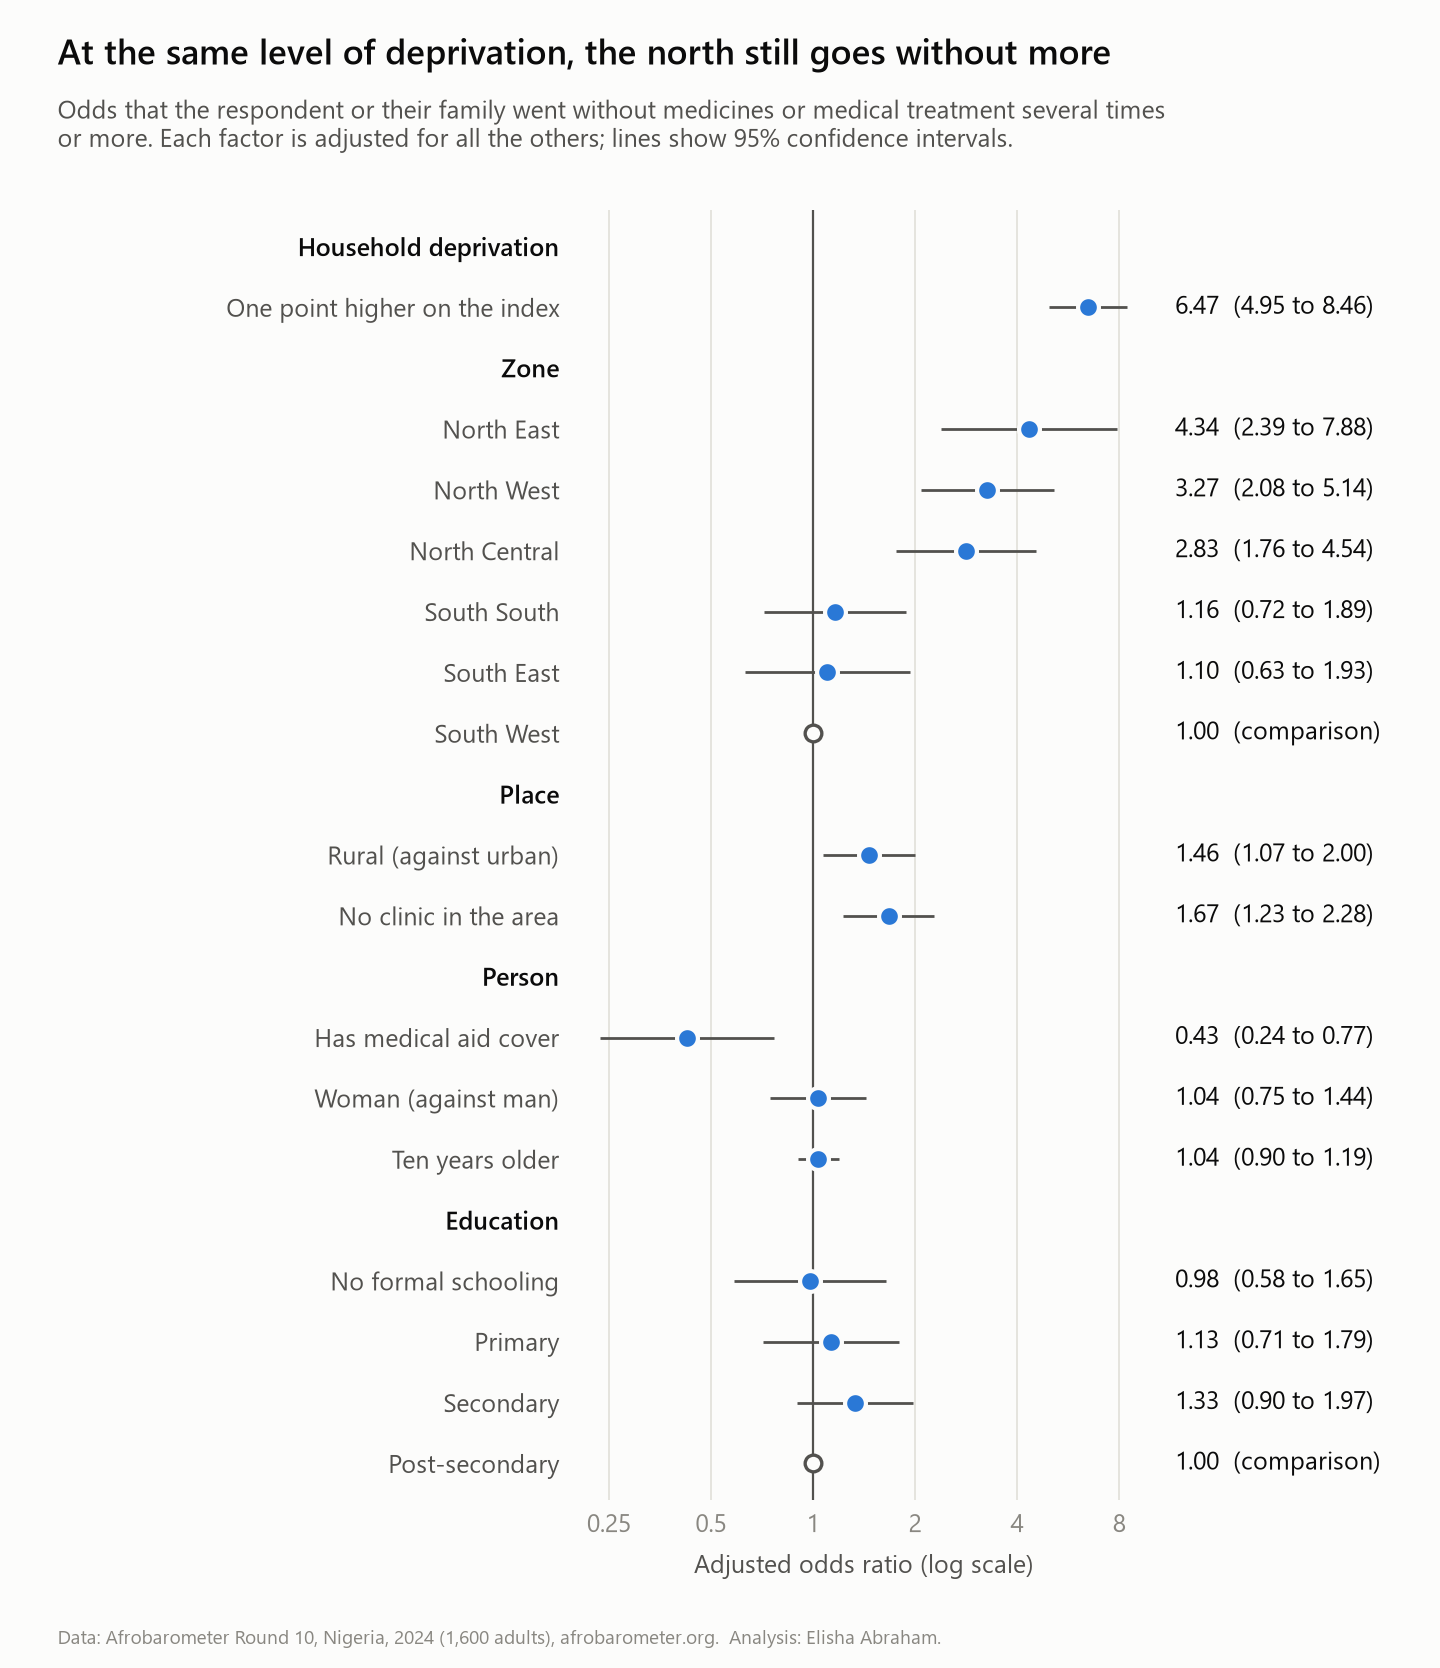 At the same level of deprivation, the north still goes without more
Odds that the respondent or their family went without medicines or medical treatment several times
or more. Each factor is adjusted for all the others; lines show 95% confidence intervals.
Household deprivation
One point higher on the index 6.47 (4.95 to 8.46)
Zone
North East 4.34 (2.39 to 7.88)
North West 3.27 (2.08 to 5.14)
North Central 2.83 (1.76 to 4.54)
South South 1.16 (0.72 to 1.89)
South East 1.10 (0.63 to 1.93)
South West 1.00 (comparison)
Place
Rural (against urban) 1.46 (1.07 to 2.00)
No clinic in the area 1.67 (1.23 to 2.28)
Person
Has medical aid cover 0.43 (0.24 to 0.77)
Woman (against man) 1.04 (0.75 to 1.44)
Ten years older 1.04 (0.90 to 1.19)
Education
No formal schooling 0.98 (0.58 to 1.65)
Primary 1.13 (0.71 to 1.79)
Secondary 1.33 (0.90 to 1.97)
Post-secondary 1.00 (comparison)
0.25 0.5 1 2 4 8
Adjusted odds ratio (log scale)
Data: Afrobarometer Round 10, Nigeria, 2024 (1,600 adults), afrobarometer.org. Analysis: Elisha Abraham.